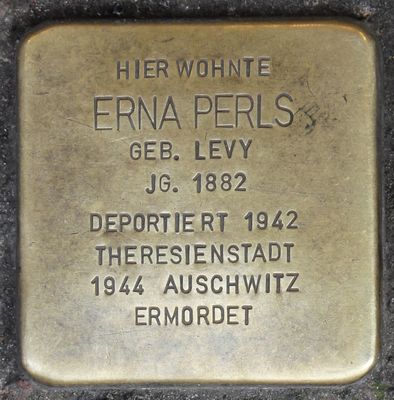 HIER WOHNTE
ERNA PERLS
GEB. LEVY
JG. 1882
DEPORTIERT 1942
THERESIENSTADT
1944 AUSCHWITZ
ERMORDET